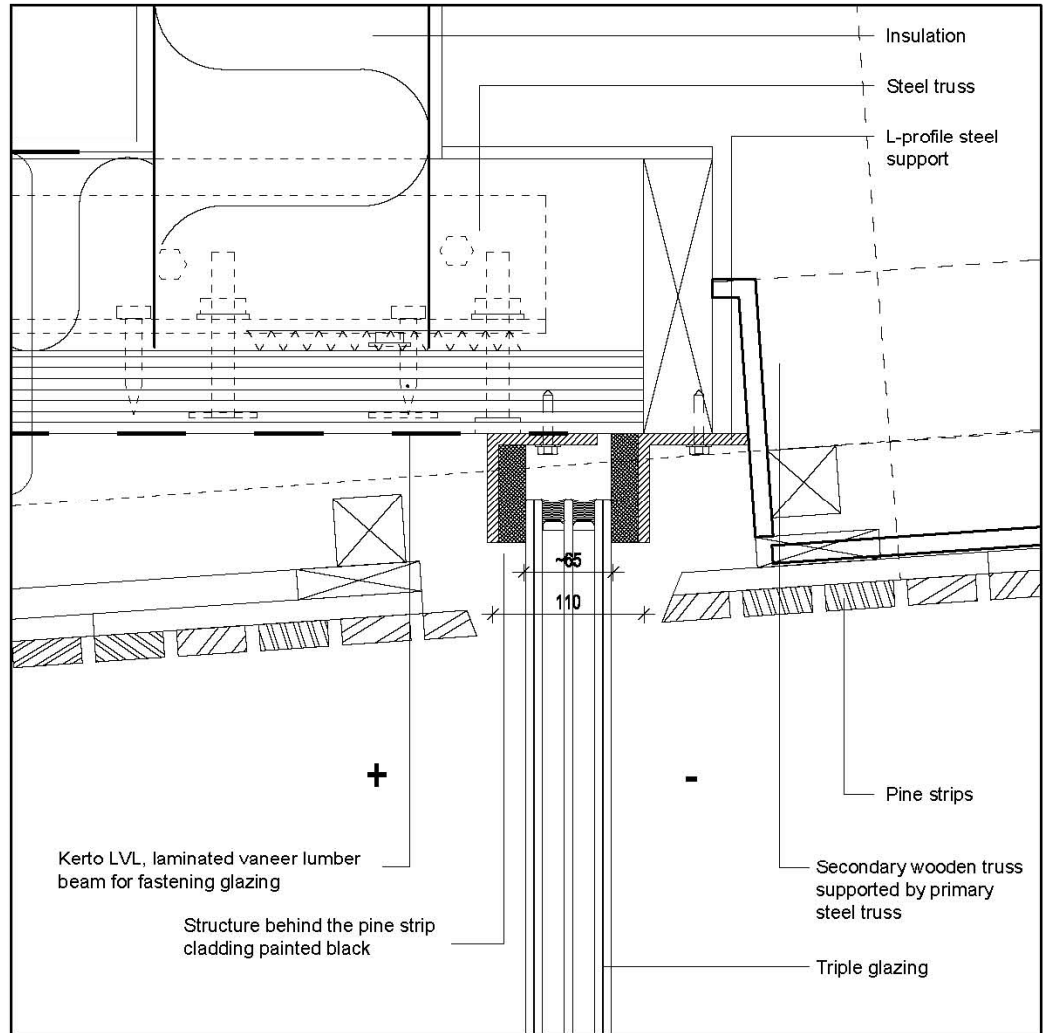 Insulation
Steel truss
L-profile steel
support
~65
110
+
-
Pine strips
Kerto LVL, laminated vaneer lumber
beam for fastening glazing
Secondary wooden truss
supported by primary
steel truss
Structure behind the pine strip
cladding painted black
Triple glazing